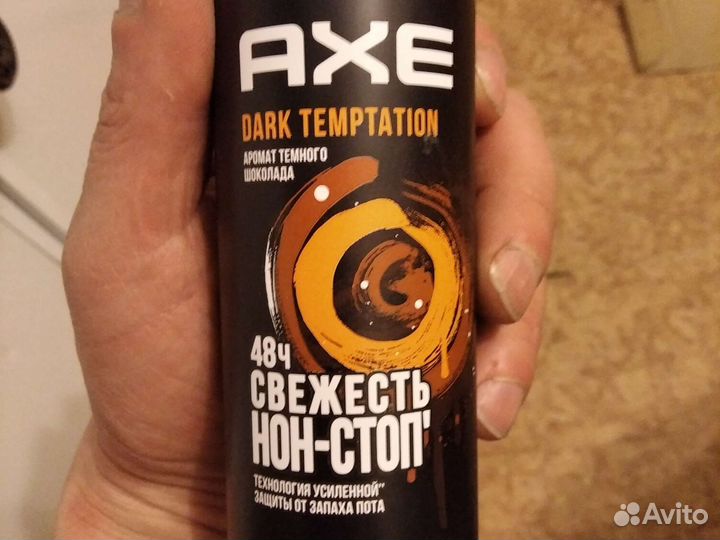 AXE
DARK TEMPTATION
АРОМАТ ТЕМНОГО
ШОКОЛАДА
48Ч
СВЕЖЕСТЬ
НОН-СТОП'
ТЕХНОЛОГИЯ УСИЛЕННОЙ**
ЗАЩИТЫ ОТ ЗАПАХА ПОТА
Avito